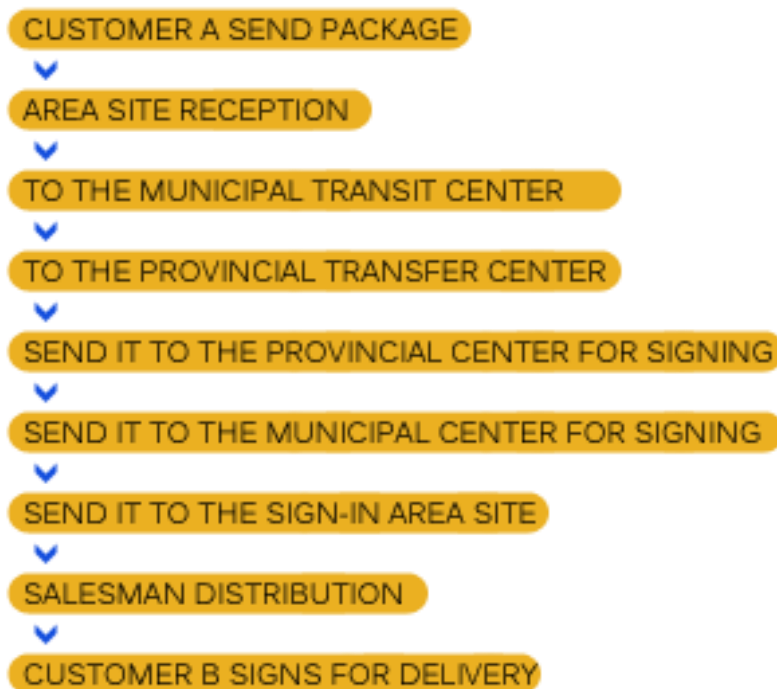 CUSTOMER A SEND PACKAGE
AREA SITE RECEPTION
TO THE MUNICIPAL TRANSIT CENTER
TO THE PROVINCIAL TRANSFER CENTER
SEND IT TO THE PROVINCIAL CENTER FOR SIGNING
SEND IT TO THE MUNICIPAL CENTER FOR SIGNING
SEND IT TO THE SIGN-IN AREA SITE
SALESMAN DISTRIBUTION
CUSTOMER B SIGNS FOR DELIVERY